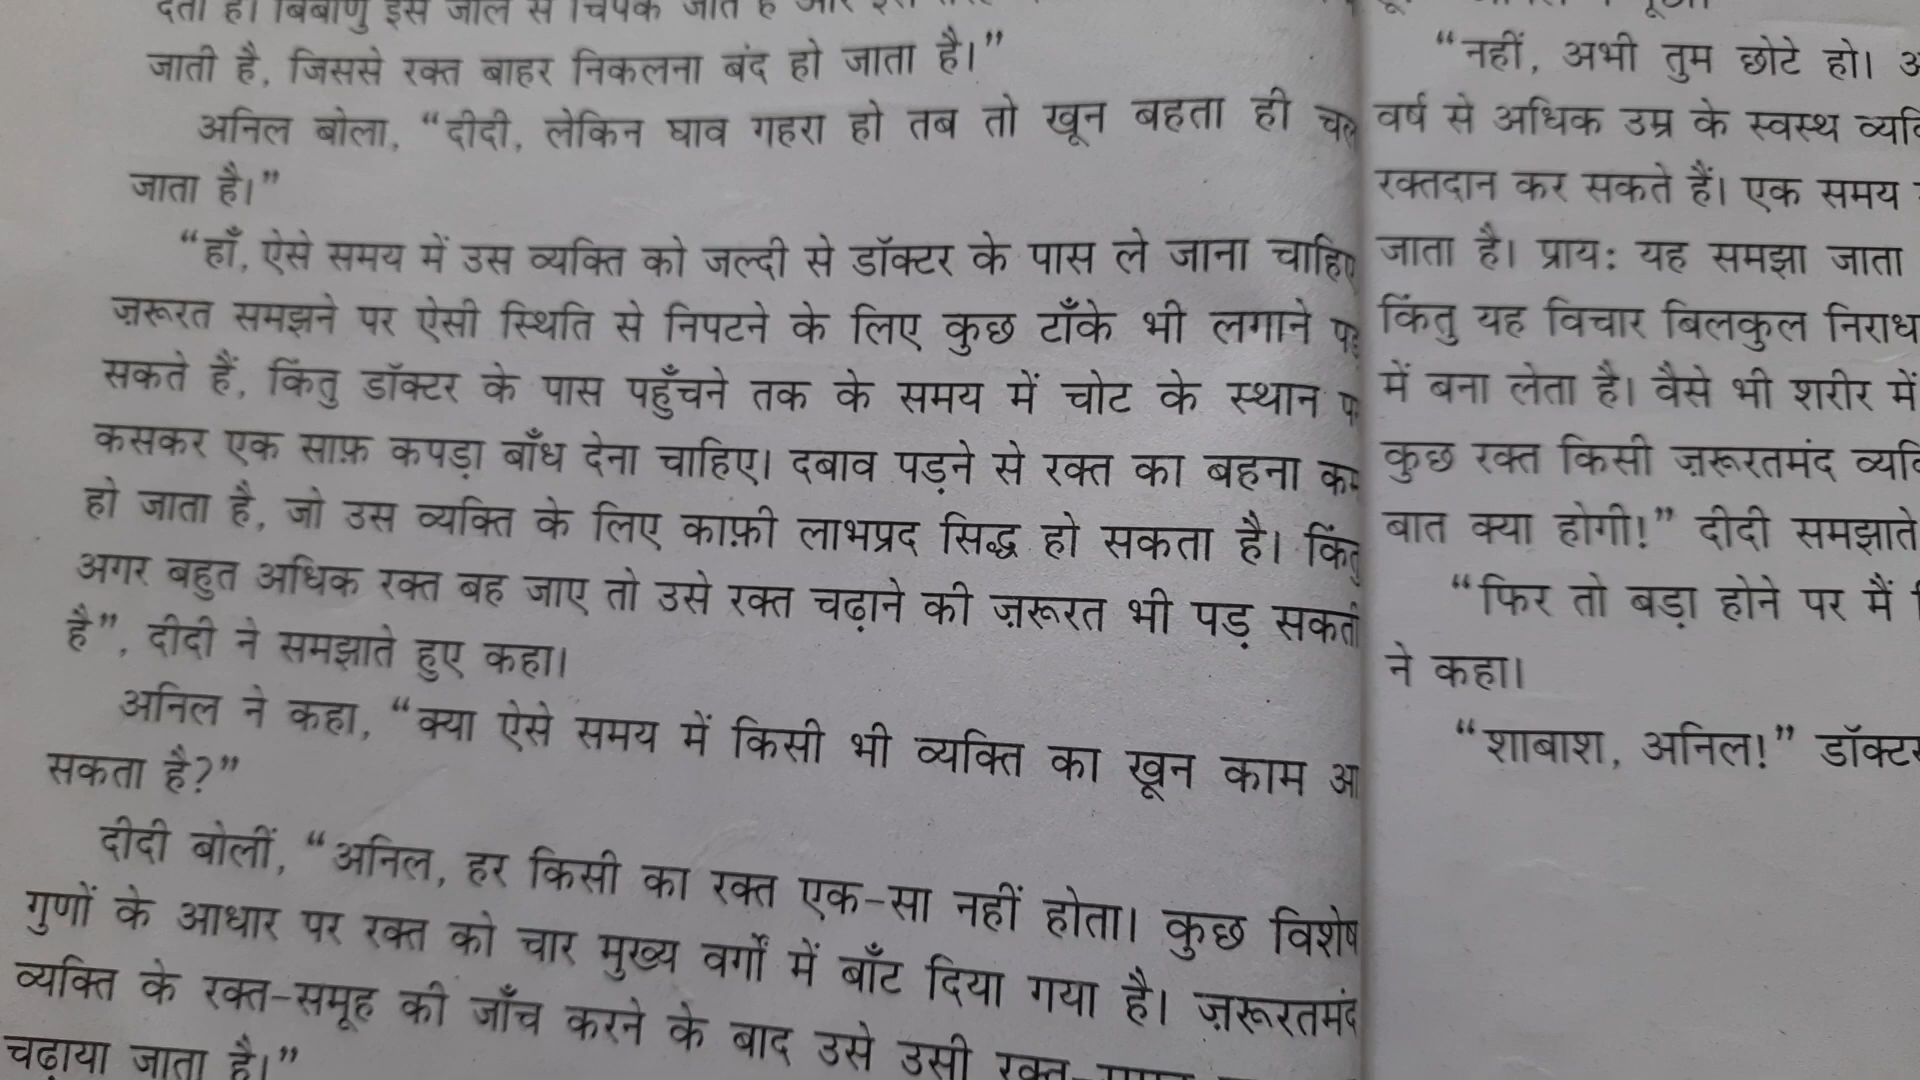 जाती है, जिससे रक्त बाहर निकलना बंद हो जाता है।”
अनिल बोला, “दीदी, लेकिन घाव गहरा हो तब तो खून बहता ही
जाता है।”
“हाँ, ऐसे समय में उस व्यक्ति को जल्दी से डॉक्टर के पास ले जाना चाहिए
ज़रूरत समझने पर ऐसी स्थिति से निपटने के लिए कुछ टाँके भी लगाने
सकते हैं, किंतु डॉक्टर के पास पहुँचने तक के समय में चोट के स्थान
कसकर एक साफ़ कपड़ा बाँध देना चाहिए। दबाव पड़ने से रक्त का बहना कम
हो जाता है, जो उस व्यक्ति के लिए काफ़ी लाभप्रद सिद्ध हो सकता है। किंतु
अगर बहुत अधिक रक्त बह जाए तो उसे रक्त चढ़ाने की ज़रूरत भी पड़ सकती
है”, दीदी ने समझाते हुए कहा।
अनिल ने कहा, “क्या ऐसे समय में किसी भी व्यक्ति का खून काम आ
सकता है?”
दीदी बोलीं, “अनिल, हर किसी का रक्त एक-सा नहीं होता। कुछ विशेष
गुणों के आधार पर रक्त को चार मुख्य वर्गों में बाँट दिया गया है। ज़रूरतमंद
व्यक्ति के रक्त-समूह की जाँच करने के बाद उसे उसी
चढ़ाया जाता है।”
“नहीं, अभी तुम छोटे हो।
वर्ष से अधिक उम्र के स्वस्थ
रक्तदान कर सकते हैं। एक समय
जाता है। प्राय: यह समझा जाता
किंतु यह विचार बिलकुल
में बना लेता है। वैसे भी शरीर में
कुछ रक्त किसी ज़रूरतमंद
बात क्या होगी!” दीदी समझाते
“फिर तो बड़ा होने पर मैं
ने कहा।
“शाबाश, अनिल!”